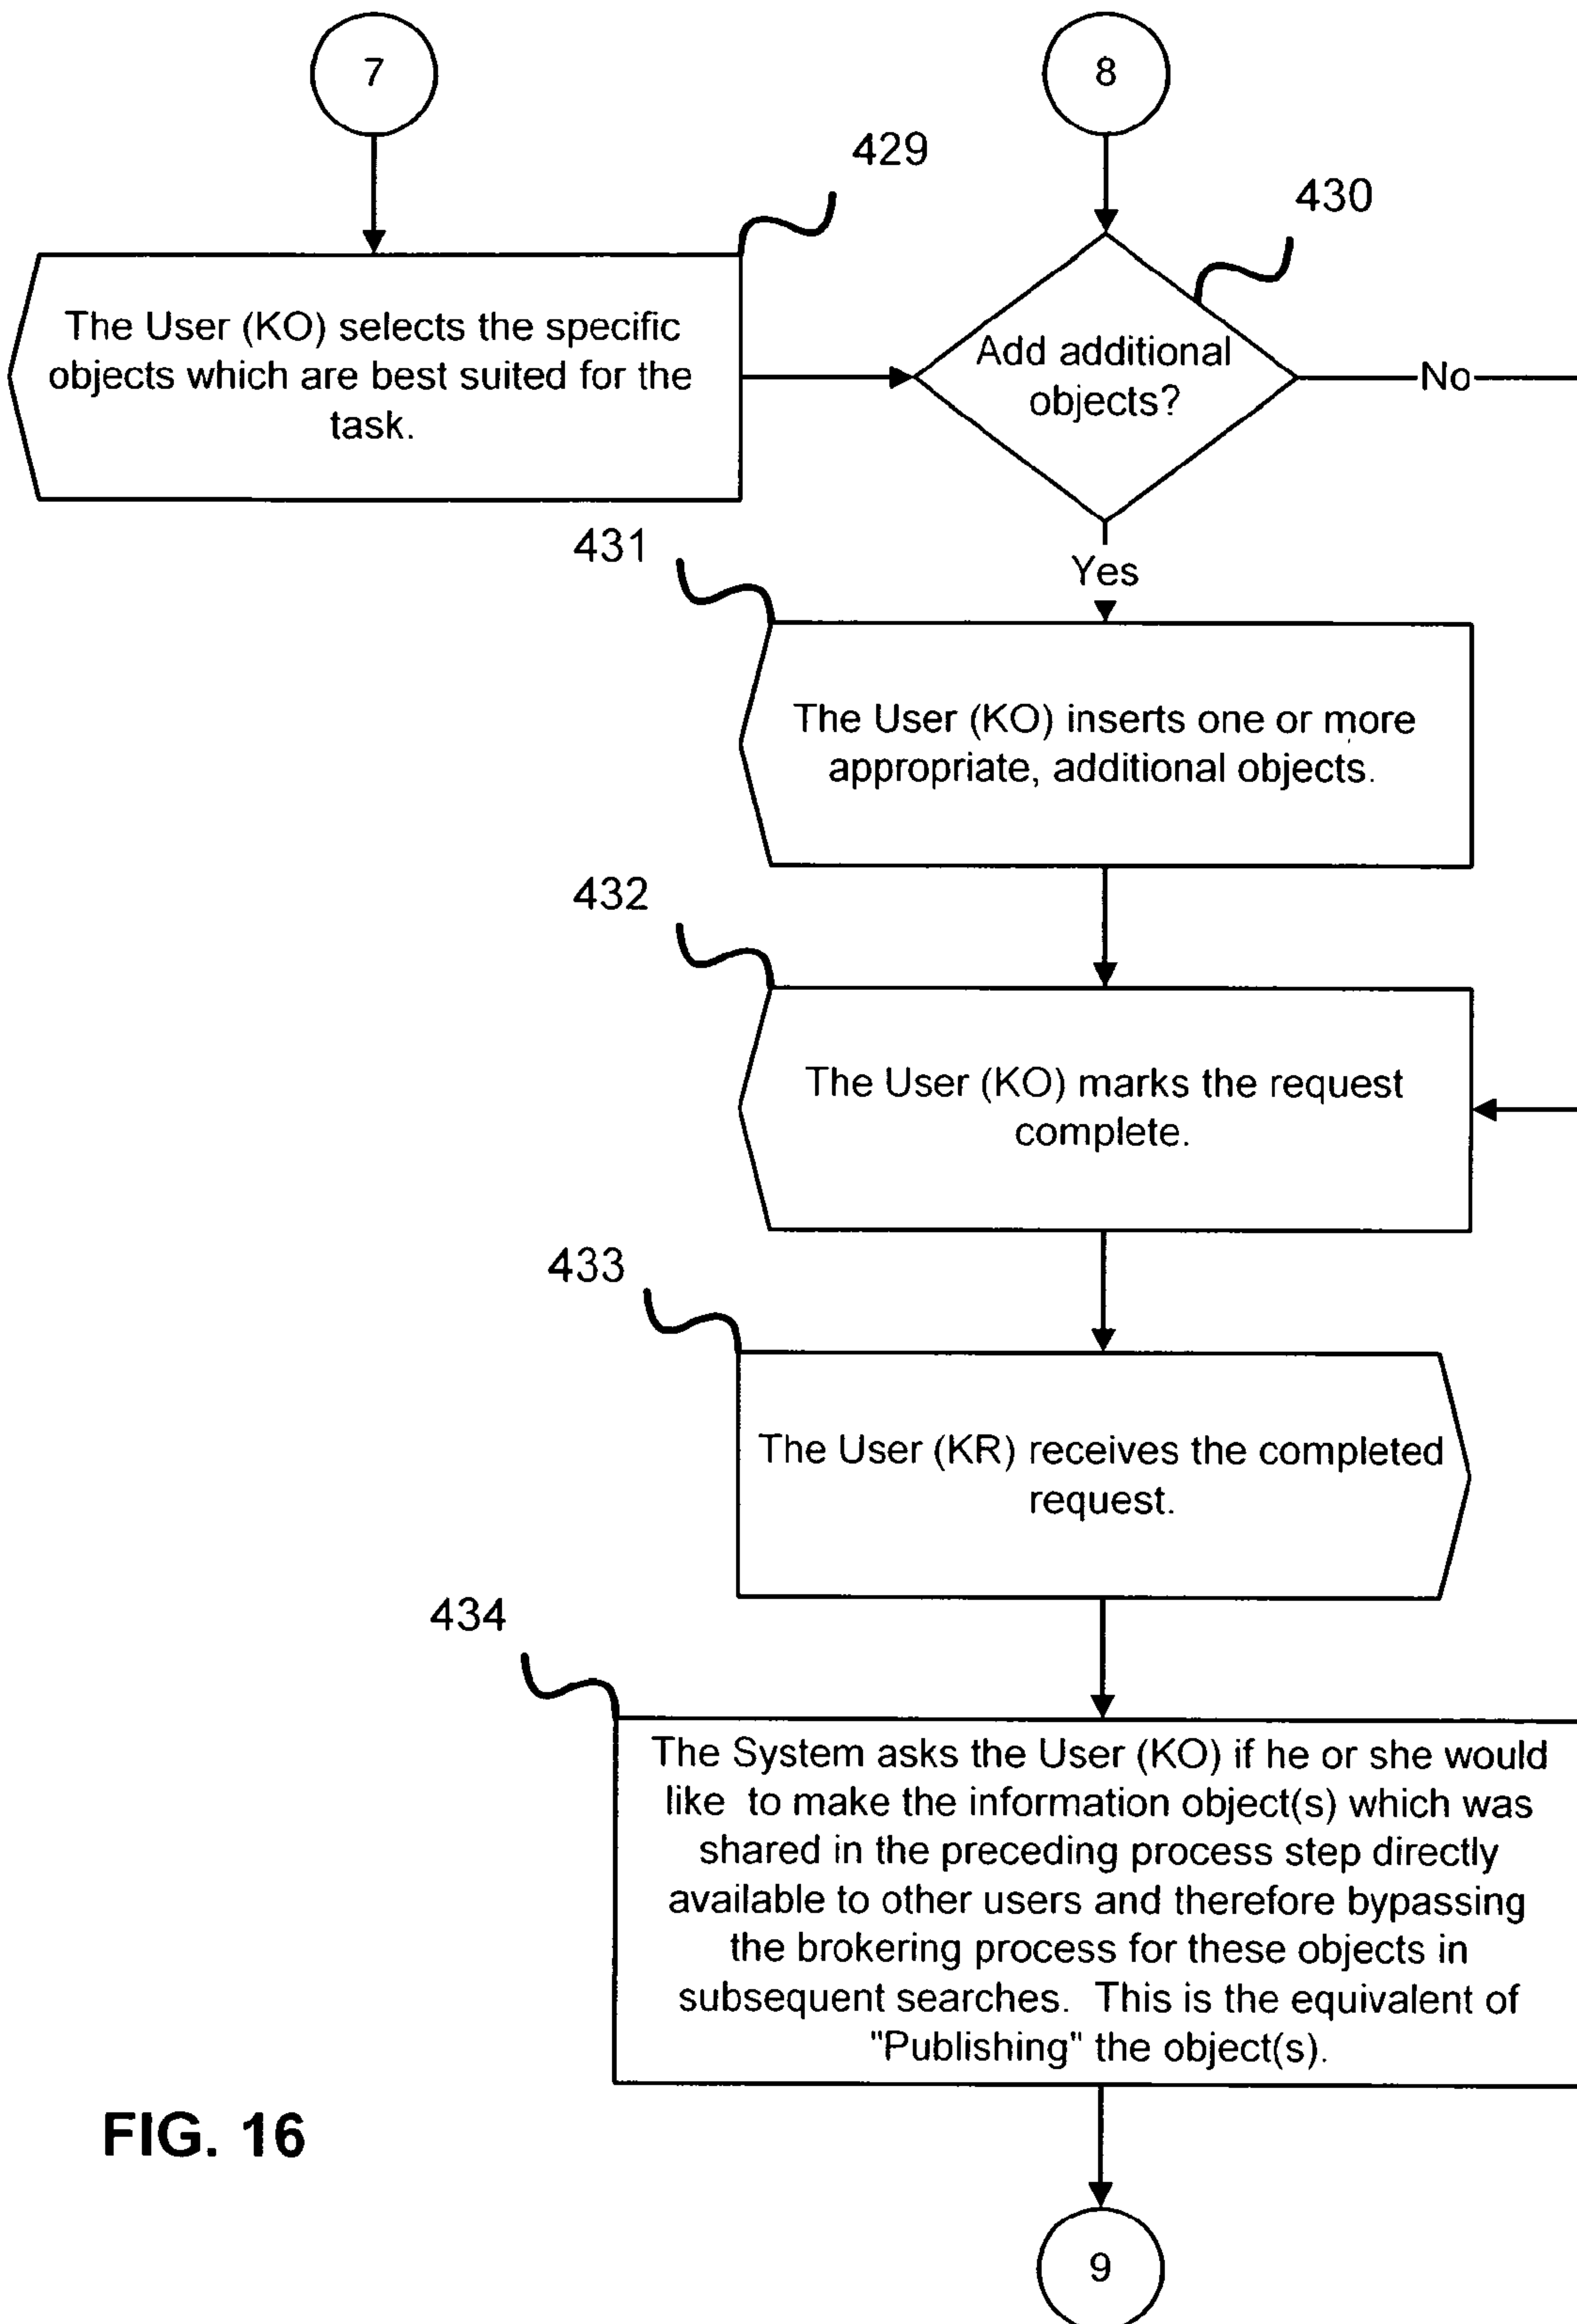 7
8
429
430
The User (KO) selects the specific
objects which are best suited for the
task.
Add additional
objects?
No
431
Yes
The User (KO) inserts one or more
appropriate, additional objects.
432
The User (KO) marks the request
complete.
433
The User (KR) receives the completed
request.
434
The System asks the User (KO) if he or she would
like to make the information object(s) which was
shared in the preceding process step directly
available to other users and therefore bypassing
the brokering process for these objects in
subsequent searches. This is the equivalent of
"Publishing" the object(s).
FIG. 16
9